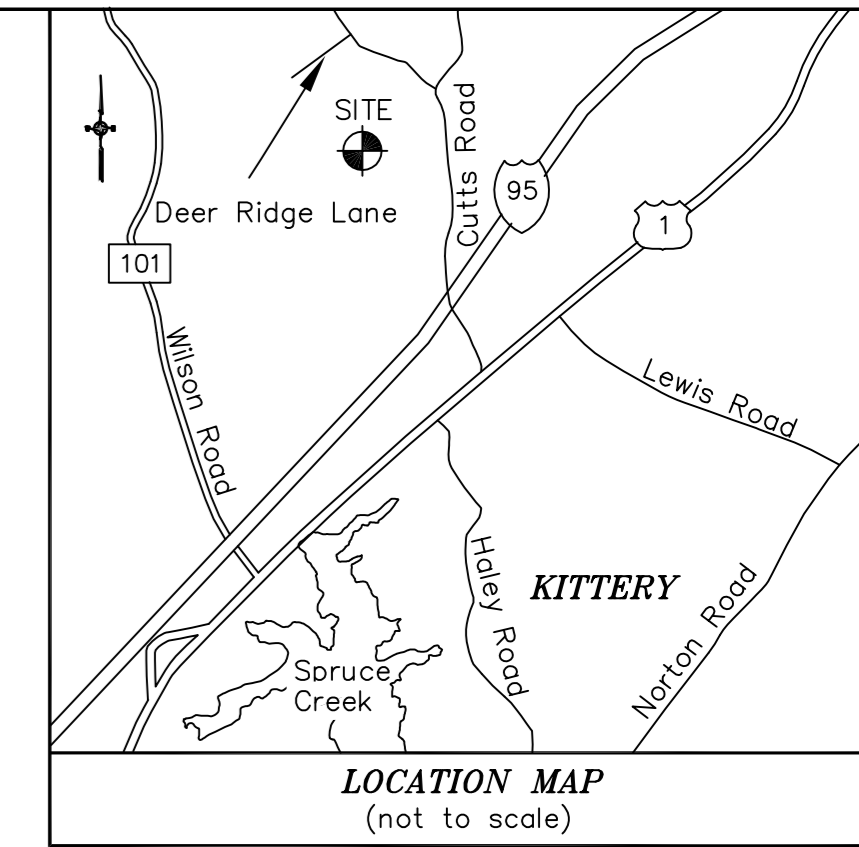 SITE
Cutts Road
95
Deer Ridge Lane
1
101
Wilson Road
Lewis Road
Haley Road
KITTERY
Norton Road
Spruce
Creek
LOCATION MAP
(not to scale)